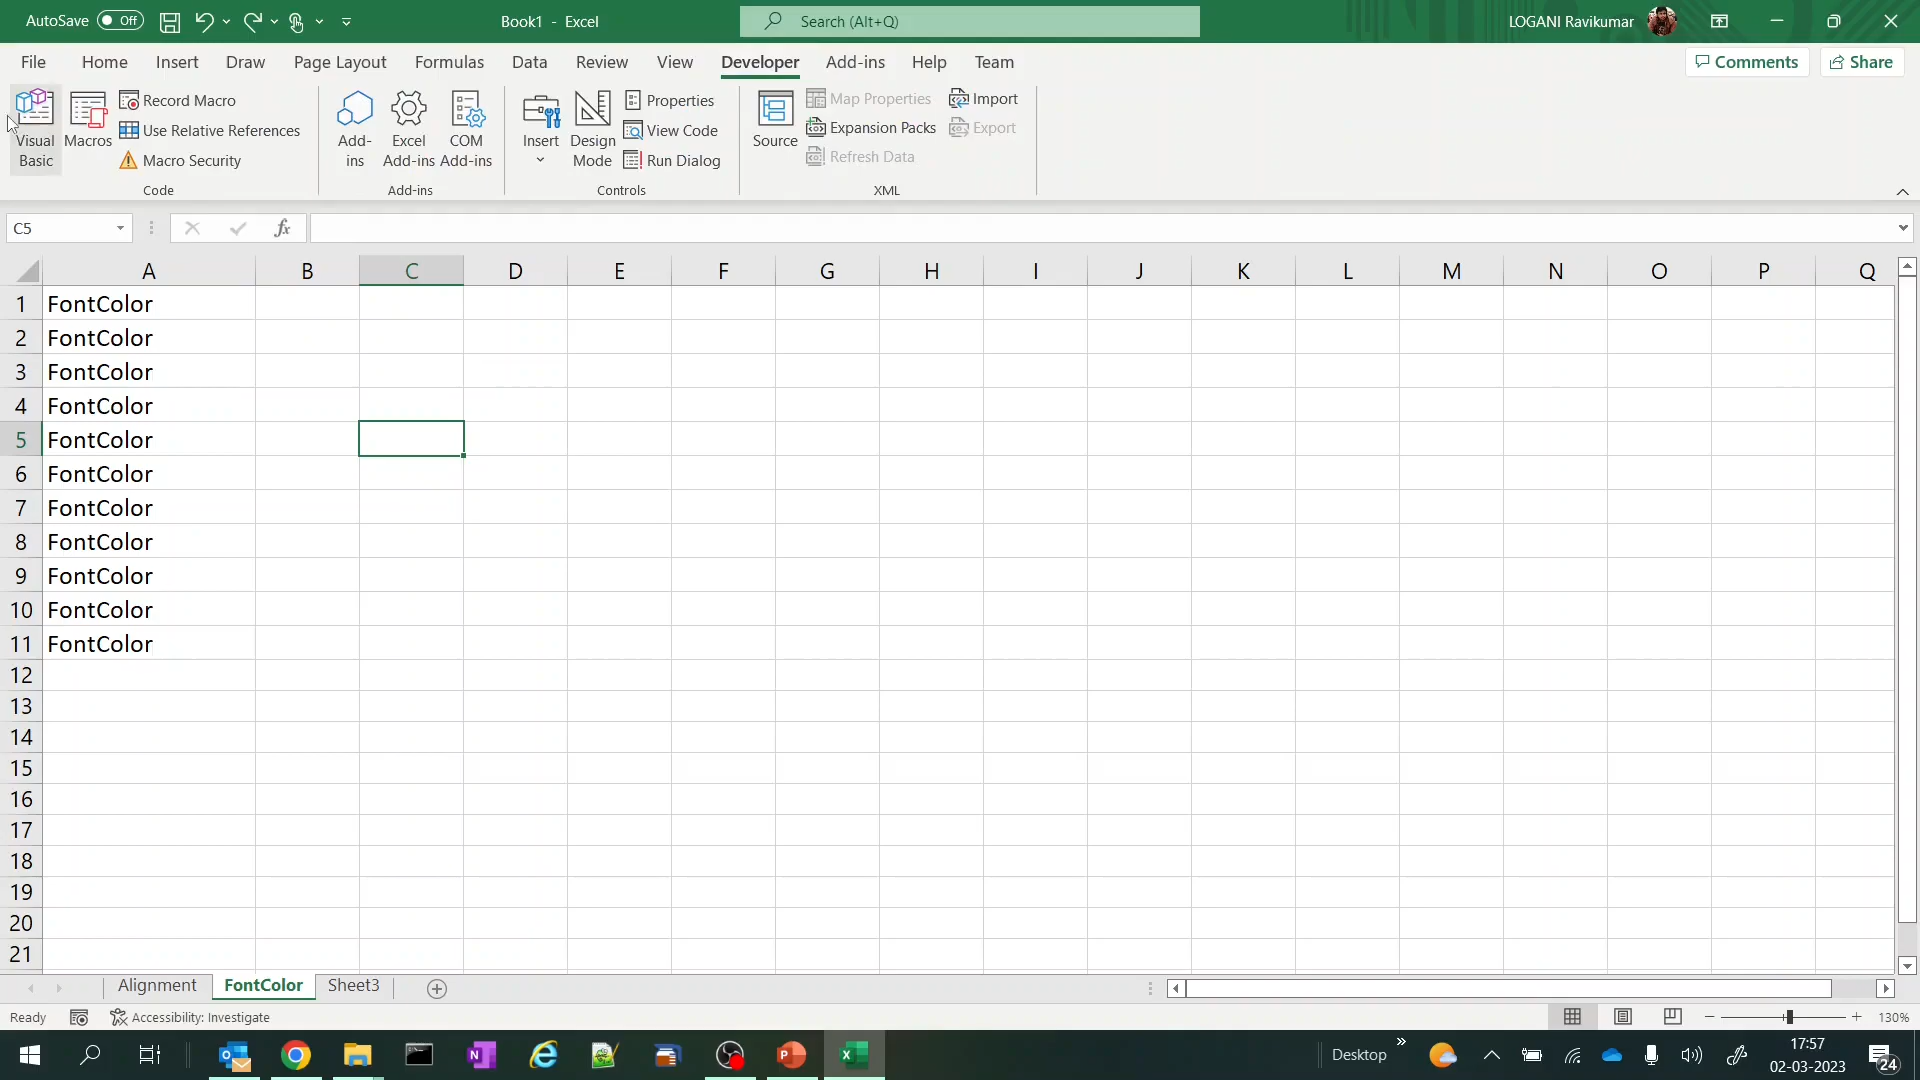 AutoSave Off Book1 - Excel Search (Alt+Q) LOGANI Ravikumar
File Home Insert Draw Page Layout Formulas Data Review View Developer Add-ins Help Team Comments Share
Visual Basic
Macros
Record Macro
Use Relative References
Macro Security
Code
Add-ins
Excel Add-ins
COM Add-ins
Add-ins
Insert
Design Mode
Properties
View Code
Run Dialog
Controls
Source
Map Properties
Expansion Packs
Refresh Data
Import
Export
XML
C5 fx
A B C D E F G H I J K L M N O P Q
1 FontColor
2 FontColor
3 FontColor
4 FontColor
5 FontColor
6 FontColor
7 FontColor
8 FontColor
9 FontColor
10 FontColor
11 FontColor
12
13
14
15
16
17
18
19
20
21
Alignment FontColor Sheet3
Ready Accessibility: Investigate 130%
Desktop 17:57
02-03-2023 24